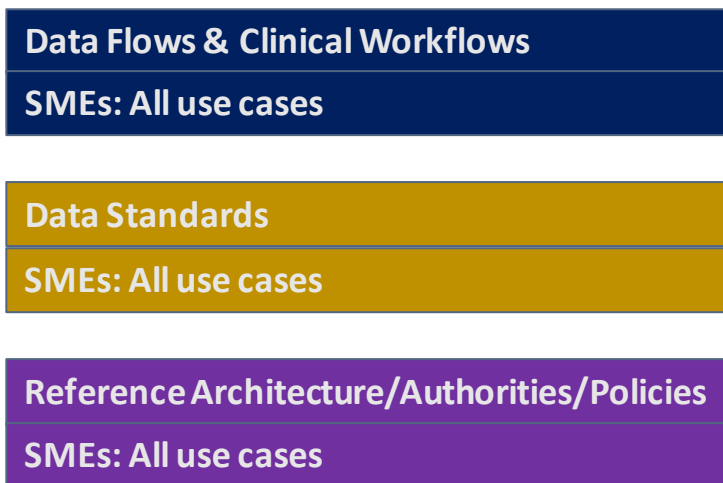 Data Flows & Clinical Workflows
SMEs: All use cases
Data Standards
SMEs: All use cases
Reference Architecture/Authorities/Policies
SMEs: All use cases